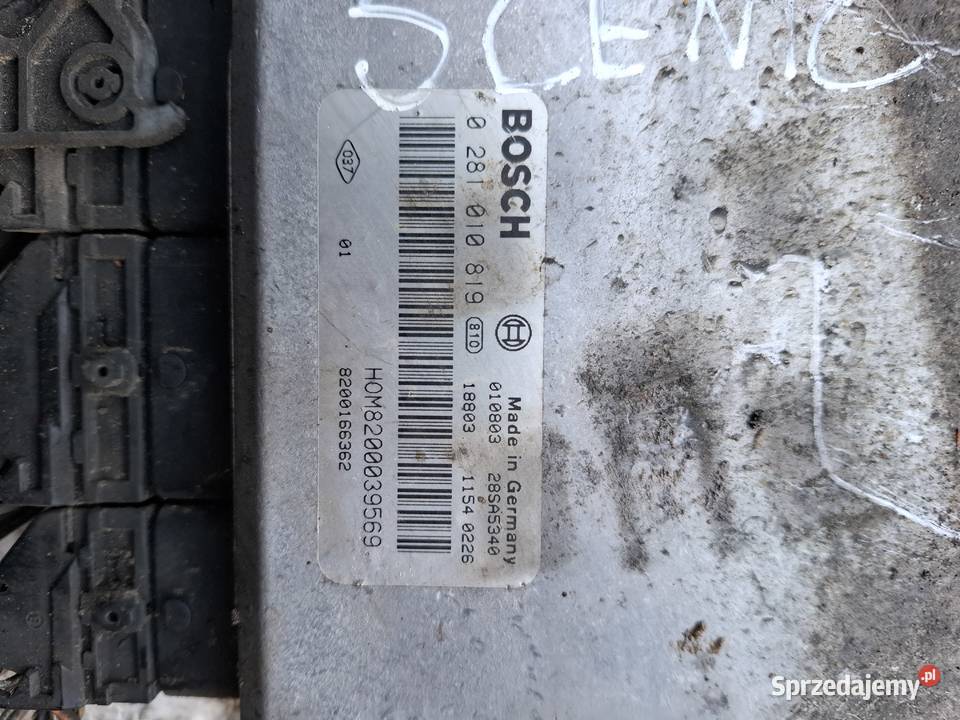 SCENIC
BOSCH
0 281 010 819 810
Made in Germany
010803 28SA5340
18803 1154 0226
HOM8200039569
8200166362
037
01
Sprzedajemy.pl